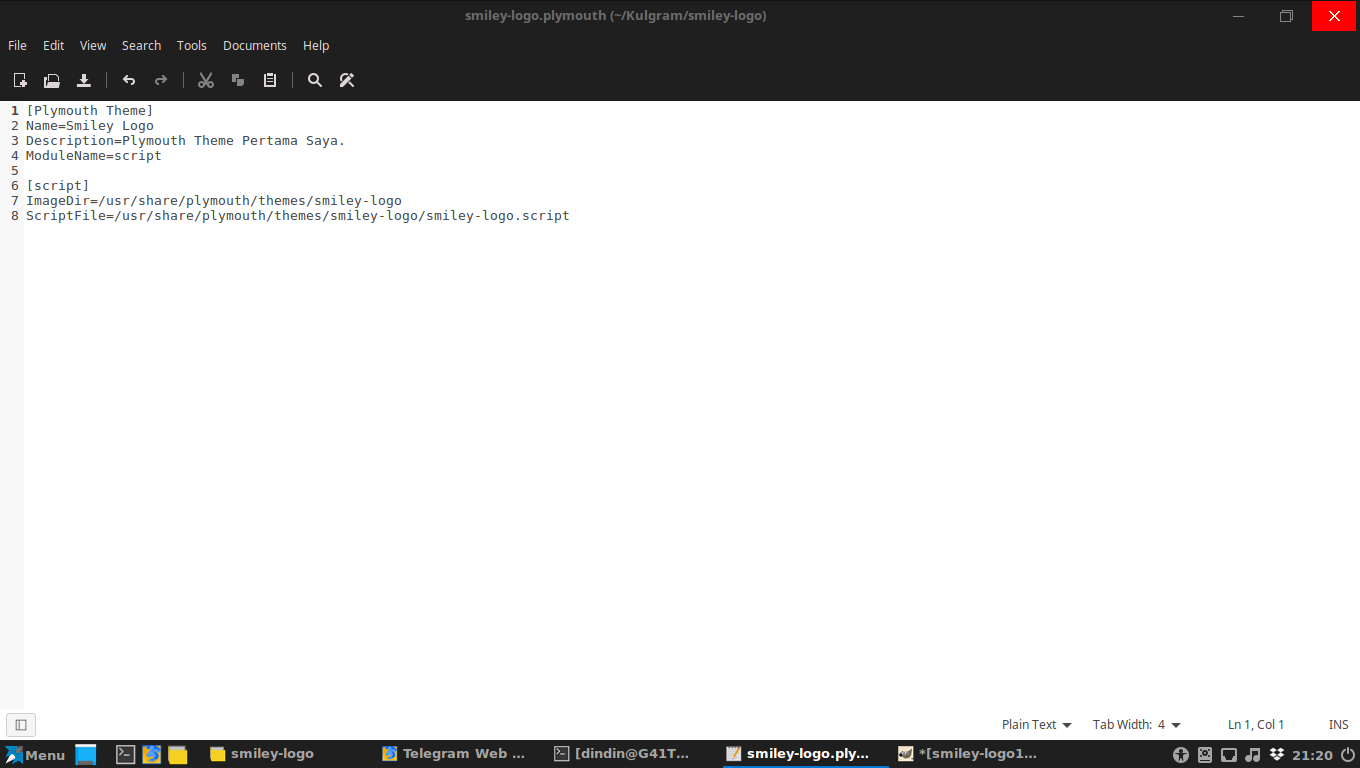 smiley-logo.plymouth (~/Kulgram/smiley-logo)
File Edit View Search Tools Documents Help
1 [Plymouth Theme]
2 Name=Smiley Logo
3 Description=Plymouth Theme Pertama Saya.
4 ModuleName=script
5
6 [script]
7 ImageDir=/usr/share/plymouth/themes/smiley-logo
8 ScriptFile=/usr/share/plymouth/themes/smiley-logo/smiley-logo.script
Plain Text Tab Width: 4 Ln 1, Col 1 INS
Menu smiley-logo Telegram Web ... [dindin@G41T... smiley-logo.ply... *[smiley-logo1... 21:20